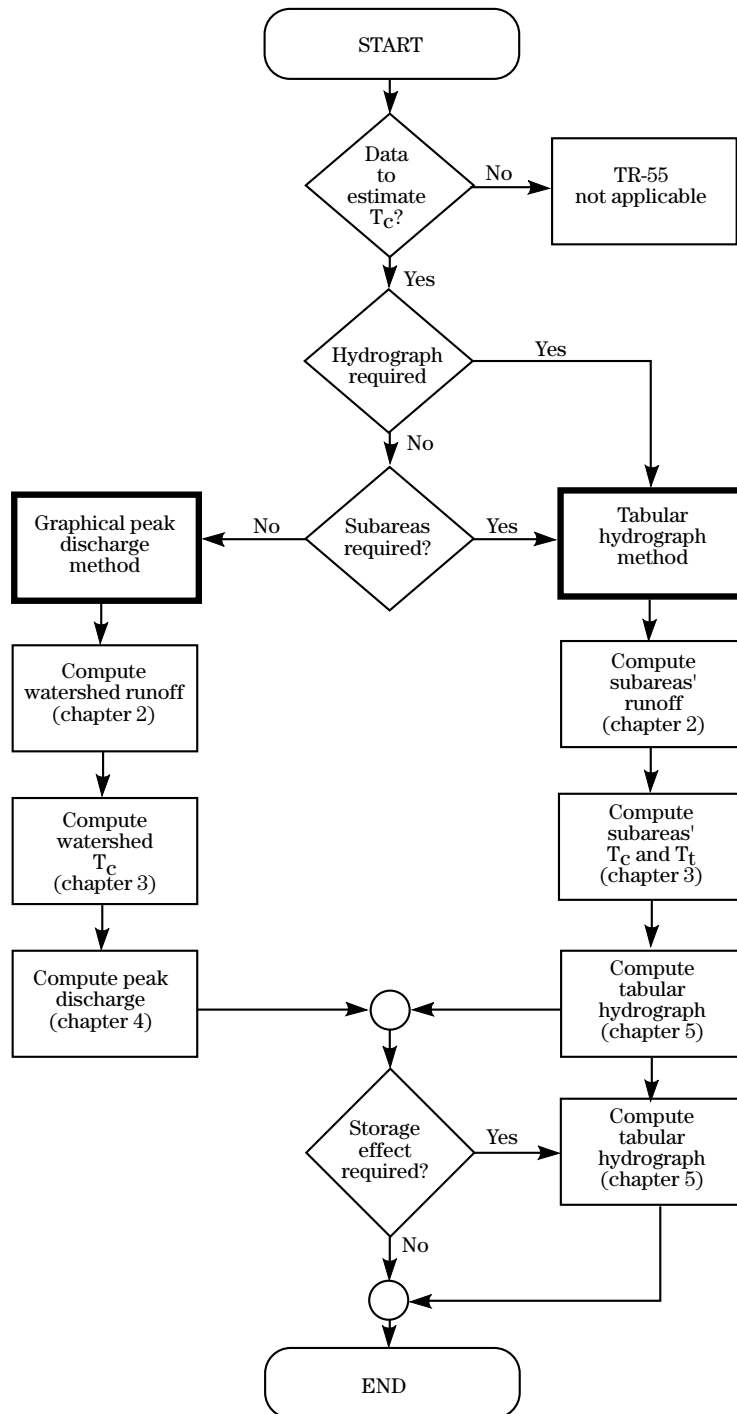 START
Data
to
estimate
Tc?
No
TR-55
not applicable
Yes
Hydrograph
required
Yes
No
Graphical peak
discharge
method
No
Subareas
required?
Yes
Tabular
hydrograph
method
Compute
watershed runoff
(chapter 2)
Compute
subareas'
runoff
(chapter 2)
Compute
watershed
Tc
(chapter 3)
Compute
subareas'
Tc and Tt
(chapter 3)
Compute peak
discharge
(chapter 4)
Compute
tabular
hydrograph
(chapter 5)
Storage
effect
required?
Yes
Compute
tabular
hydrograph
(chapter 5)
No
END